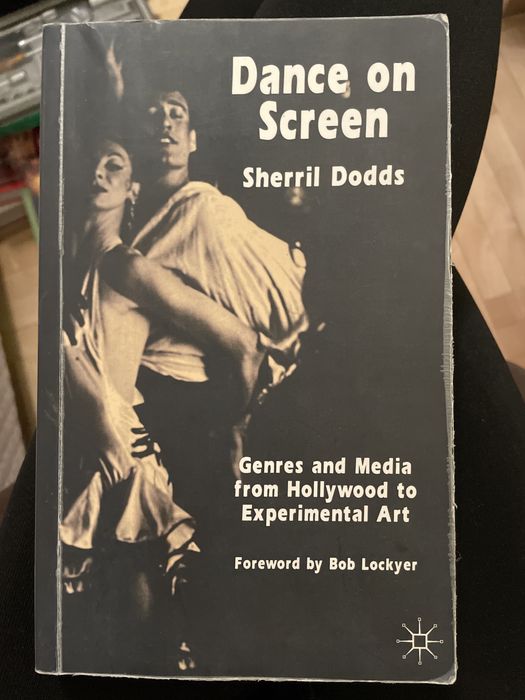 Dance on
Screen
Sherril Dodds
Genres and Media
from Hollywood to
Experimental Art
Foreword by Bob Lockyer